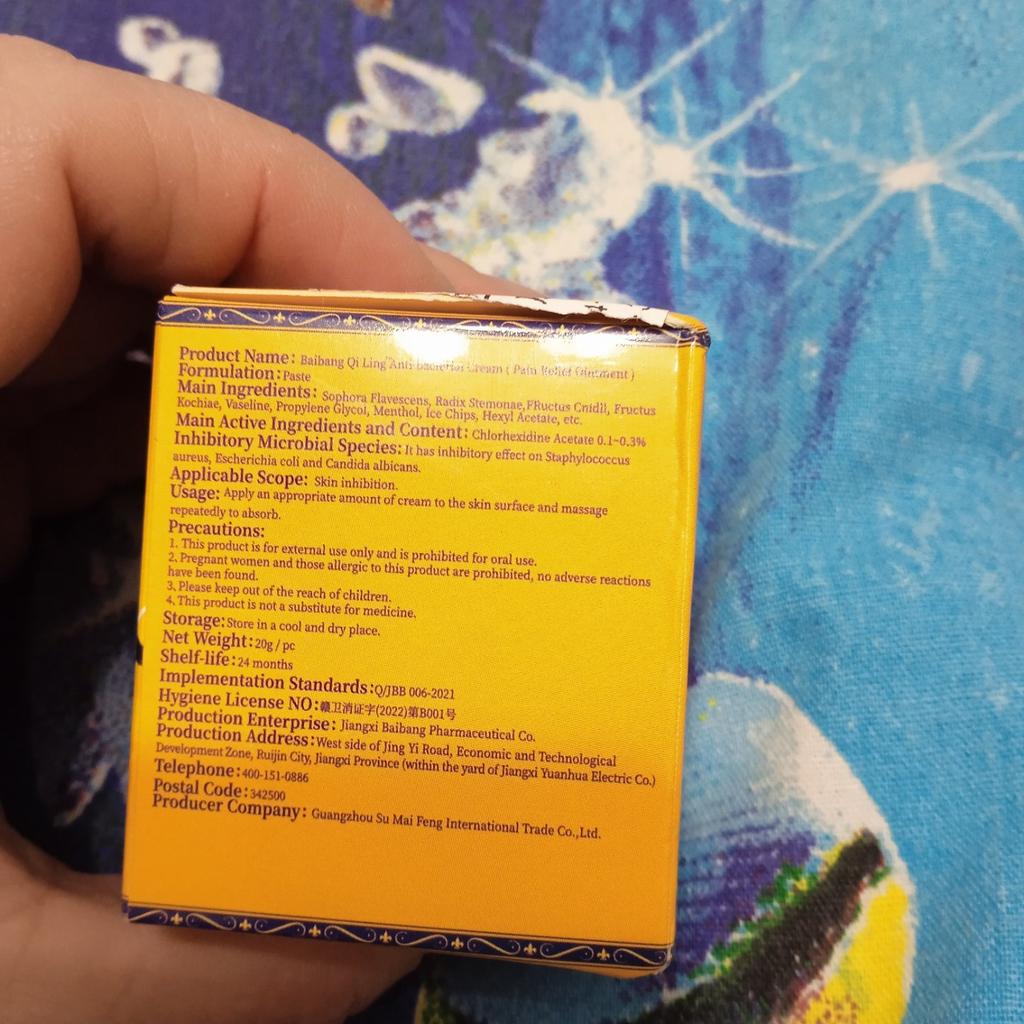 Product Name: Baibang Qi Ling Anti-bacterial Cream ( Pain Relief Ointment )
Formulation: Paste
Main Ingredients: Sophora Flavescens, Radix Stemonae,FRuctus Cnidll, Fructus
Kochiae, Vaseline, Propylene Glycol, Menthol, Ice Chips, Hexyl Acetate, etc.
Main Active Ingredients and Content: Chlorhexidine Acetate 0.1~0.3%
Inhibitory Microbial Species: It has inhibitory effect on Staphylococcus
aureus, Escherichia coli and Candida albicans.
Applicable Scope: Skin inhibition.
Usage: Apply an appropriate amount of cream to the skin surface and massage
repeatedly to absorb.
Precautions:
1. This product is for external use only and is prohibited for oral use.
2. Pregnant women and those allergic to this product are prohibited, no adverse reactions
have been found.
3. Please keep out of the reach of children.
4. This product is not a substitute for medicine.
Storage: Store in a cool and dry place.
Net Weight: 20g / pc
Shelf-life: 24 months
Implementation Standards: Q/JBB 006-2021
Hygiene License NO: 赣卫消证字(2022)第B001号
Production Enterprise: Jiangxi Baibang Pharmaceutical Co.
Production Address: West side of Jing Yi Road, Economic and Technological
Development Zone, Ruijin City, Jiangxi Province (within the yard of Jiangxi Yuanhua Electric Co.)
Telephone: 400-151-0886
Postal Code: 342500
Producer Company: Guangzhou Su Mai Feng International Trade Co.,Ltd.